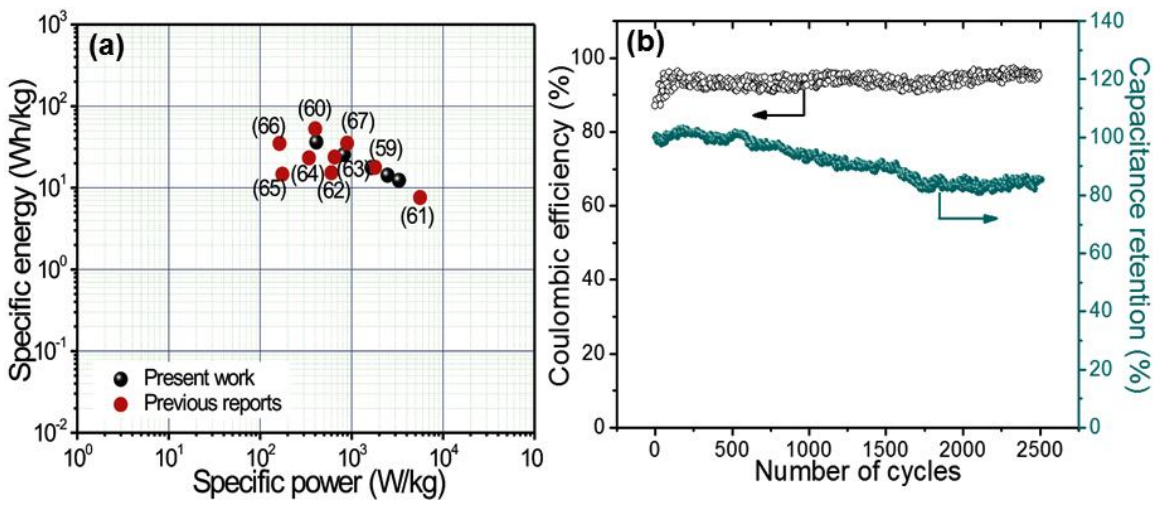 (a)
Specific energy (Wh/kg)
10³
10²
10¹
10⁰
10⁻¹
10⁻²
(60)
(66)
(67)
(59)
(64)
(63)
(65)
(62)
(61)
Present work
Previous reports
10⁰ 10¹ 10² 10³ 10⁴ 10
Specific power (W/kg)
(b)
Coulombic efficiency (%)
100
80
60
40
20
0
140
120
100
80
60
40
20
0
Capacitance retention (%)
0 500 1000 1500 2000 2500
Number of cycles